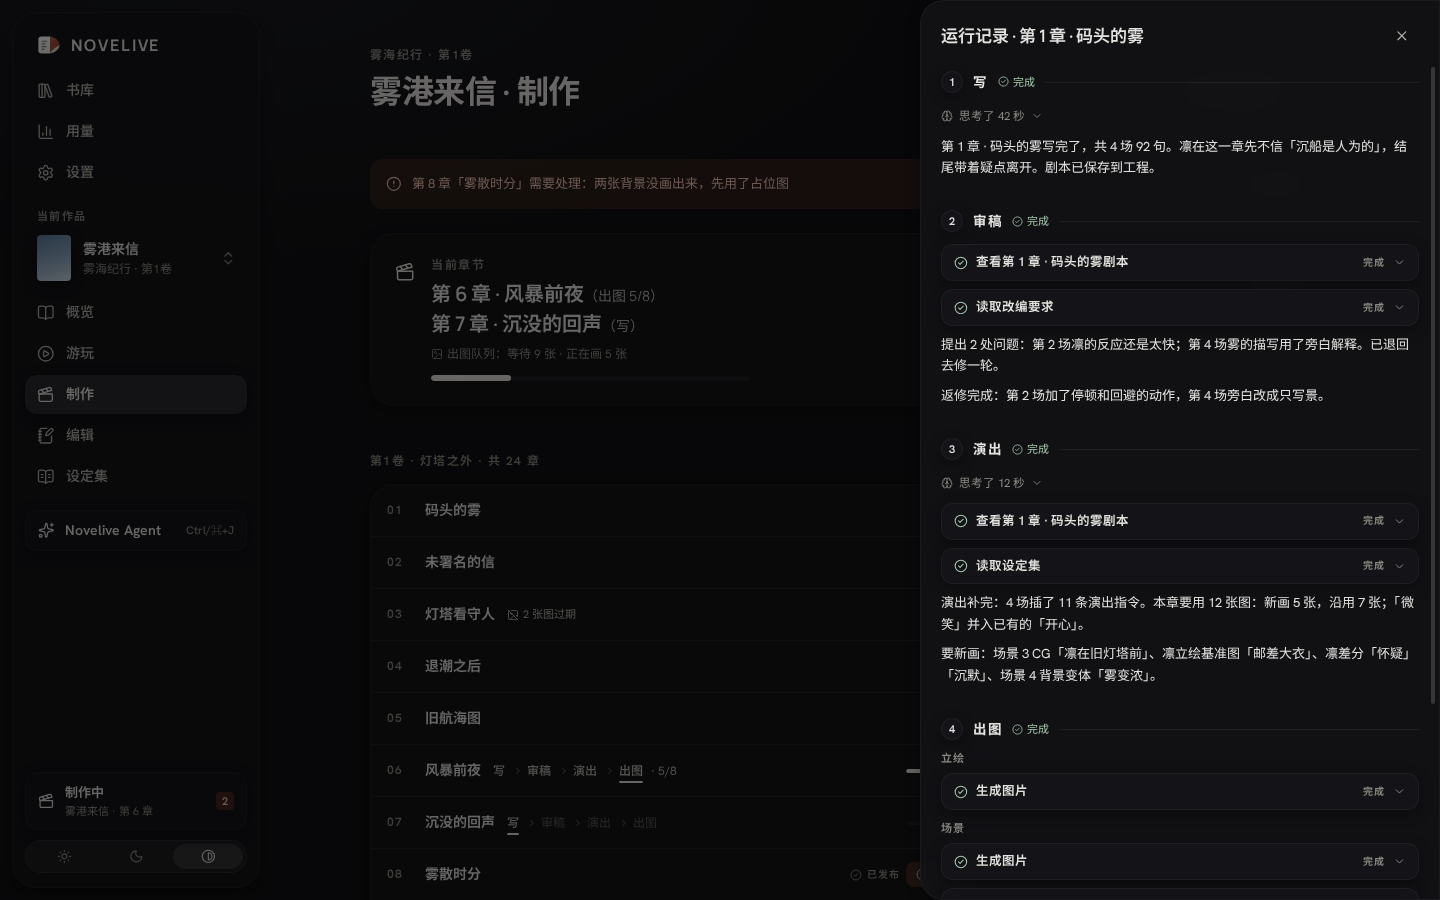 NOVELIVE
书库
用量
设置
当前作品
雾港来信
雾海纪行 · 第1卷
概览
游玩
制作
编辑
设定集
Novelive Agent Ctrl/⌘+J
制作中
雾港来信 · 第 6 章
2
雾海纪行 · 第1卷
雾港来信 · 制作
第 8 章「雾散时分」需要处理：两张背景没画出来，先用了占位图
当前章节
第 6 章 · 风暴前夜（出图 5/8）
第 7 章 · 沉没的回声（写）
出图队列：等待 9 张 · 正在画 5 张
第1卷 · 灯塔之外 · 共 24 章
01 码头的雾
02 未署名的信
03 灯塔看守人 2 张图过期
04 退潮之后
05 旧航海图
06 风暴前夜 写 › 审稿 › 演出 › 出图 · 5/8
07 沉没的回声 写 › 审稿 › 演出 › 出图
08 雾散时分 已发布
运行记录 · 第 1 章 · 码头的雾
1 写 完成
思考了 42 秒
第 1 章 · 码头的雾写完了，共 4 场 92 句。凛在这一章先不信「沉船是人为的」，结
尾带着疑点离开。剧本已保存到工程。
2 审稿 完成
查看第 1 章 · 码头的雾剧本 完成
读取改编要求 完成
提出 2 处问题：第 2 场凛的反应还是太快；第 4 场雾的描写用了旁白解释。已退回
去修一轮。
返修完成：第 2 场加了停顿和回避的动作，第 4 场旁白改成只写景。
3 演出 完成
思考了 12 秒
查看第 1 章 · 码头的雾剧本 完成
读取设定集 完成
演出补完：4 场插了 11 条演出指令。本章要用 12 张图：新画 5 张，沿用 7 张；「微
笑」并入已有的「开心」。
要新画：场景 3 CG「凛在旧灯塔前」、凛立绘基准图「邮差大衣」、凛差分「怀疑」
「沉默」、场景 4 背景变体「雾变浓」。
4 出图 完成
立绘
生成图片 完成
场景
生成图片 完成